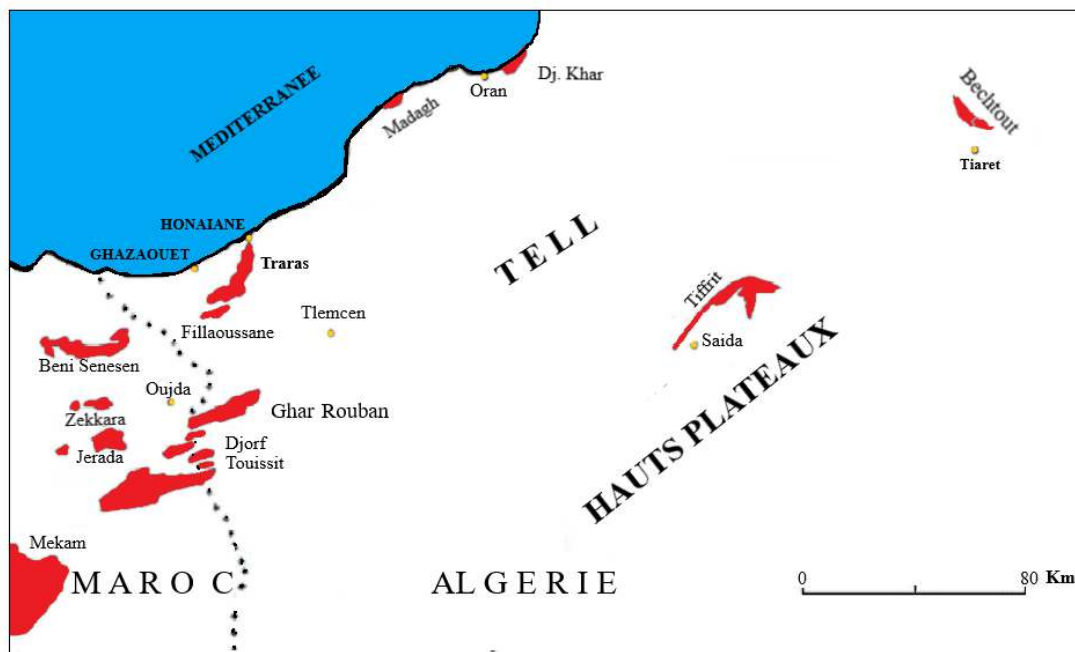 Dj. Khar
Oran
Bechtout
MEDITERRANEE
Madagh
Tiaret
HONAIANE
GHAZAOUET
Traras
TELL
Tiffrit
Tlemcen
Fillaoussane
Saida
Beni Senesen
Oujda
Ghar Rouban
Zekkara
Djorf
Touissit
Jerada
HAUTS PLATEAUX
Mekam
MAROC
ALGERIE
0 80 Km